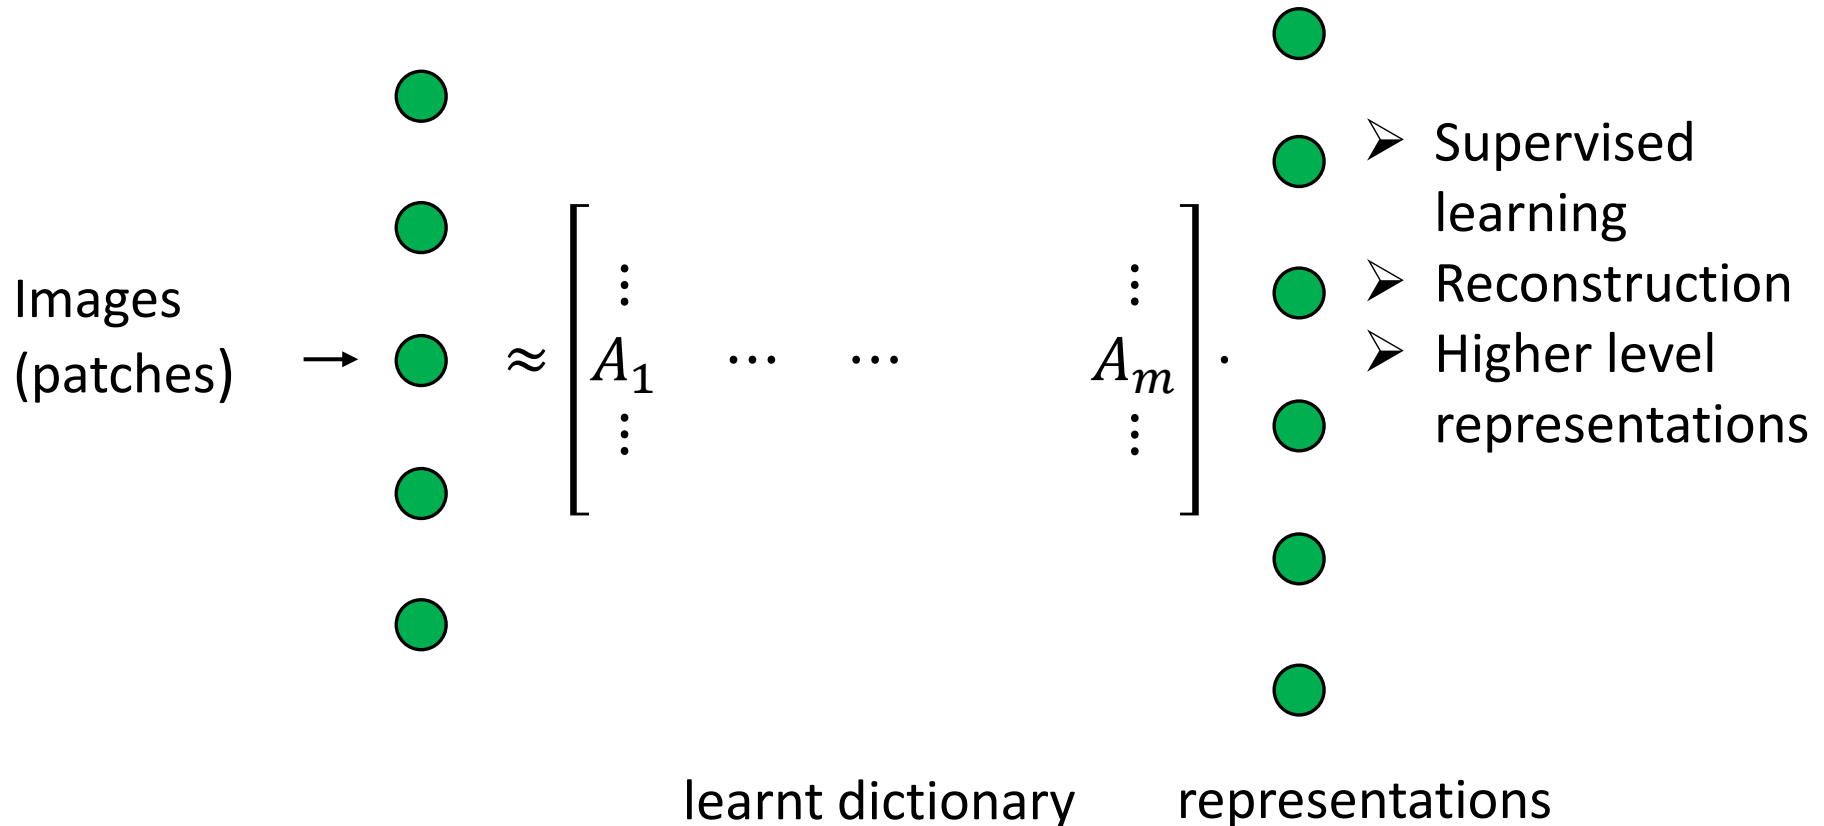 Images
(patches)
→
≈
[ ⋮ ⋮ ]
A₁ ⋯ ⋯ Aₘ ·
⋮ ⋮
➢ Supervised
learning
➢ Reconstruction
➢ Higher level
representations
learnt dictionary
representations